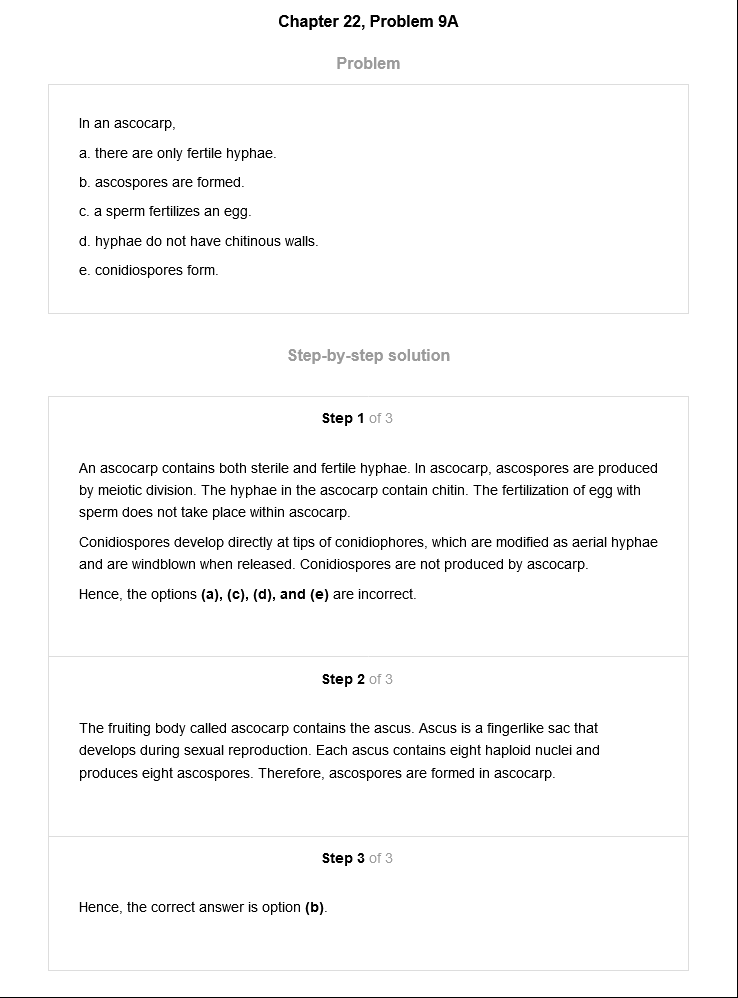 Chapter 22, Problem 9A
Problem
In an ascocarp,
a. there are only fertile hyphae.
b. ascospores are formed.
c. a sperm fertilizes an egg.
d. hyphae do not have chitinous walls.
e. conidiospores form.
Step-by-step solution
Step 1 of 3
An ascocarp contains both sterile and fertile hyphae. In ascocarp, ascospores are produced
by meiotic division. The hyphae in the ascocarp contain chitin. The fertilization of egg with
sperm does not take place within ascocarp.
Conidiospores develop directly at tips of conidiophores, which are modified as aerial hyphae
and are windblown when released. Conidiospores are not produced by ascocarp.
Hence, the options (a), (c), (d), and (e) are incorrect.
Step 2 of 3
The fruiting body called ascocarp contains the ascus. Ascus is a fingerlike sac that
develops during sexual reproduction. Each ascus contains eight haploid nuclei and
produces eight ascospores. Therefore, ascospores are formed in ascocarp.
Step 3 of 3
Hence, the correct answer is option (b).